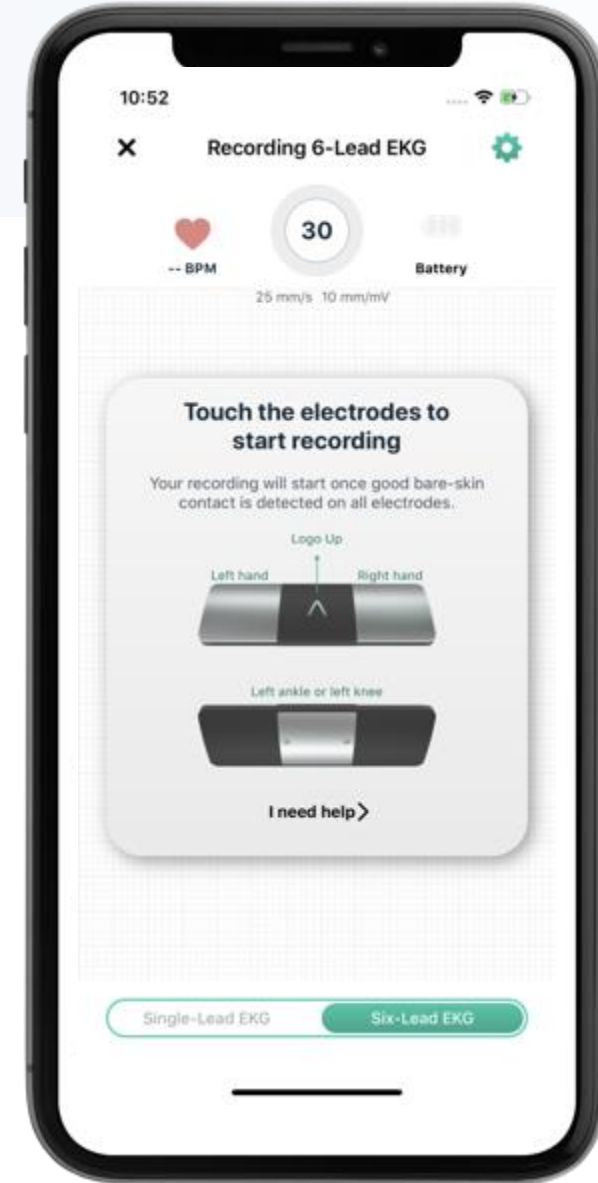 10:52
Recording 6-Lead EKG
30
-- BPM
Battery
25 mm/s 10 mm/mV
Touch the electrodes to
start recording
Your recording will start once good bare-skin
contact is detected on all electrodes.
Logo Up
Left hand
Right hand
Left ankle or left knee
I need help
Single-Lead EKG
Six-Lead EKG